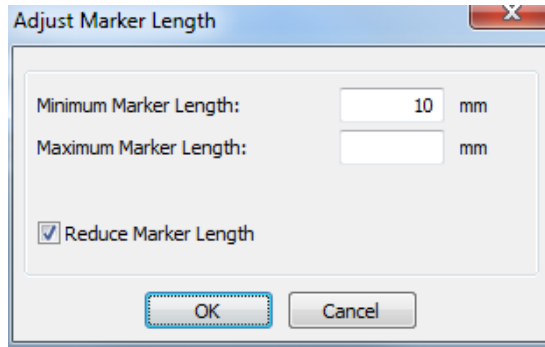 Adjust Marker Length
Minimum Marker Length: 10 mm
Maximum Marker Length: mm
Reduce Marker Length
OK Cancel